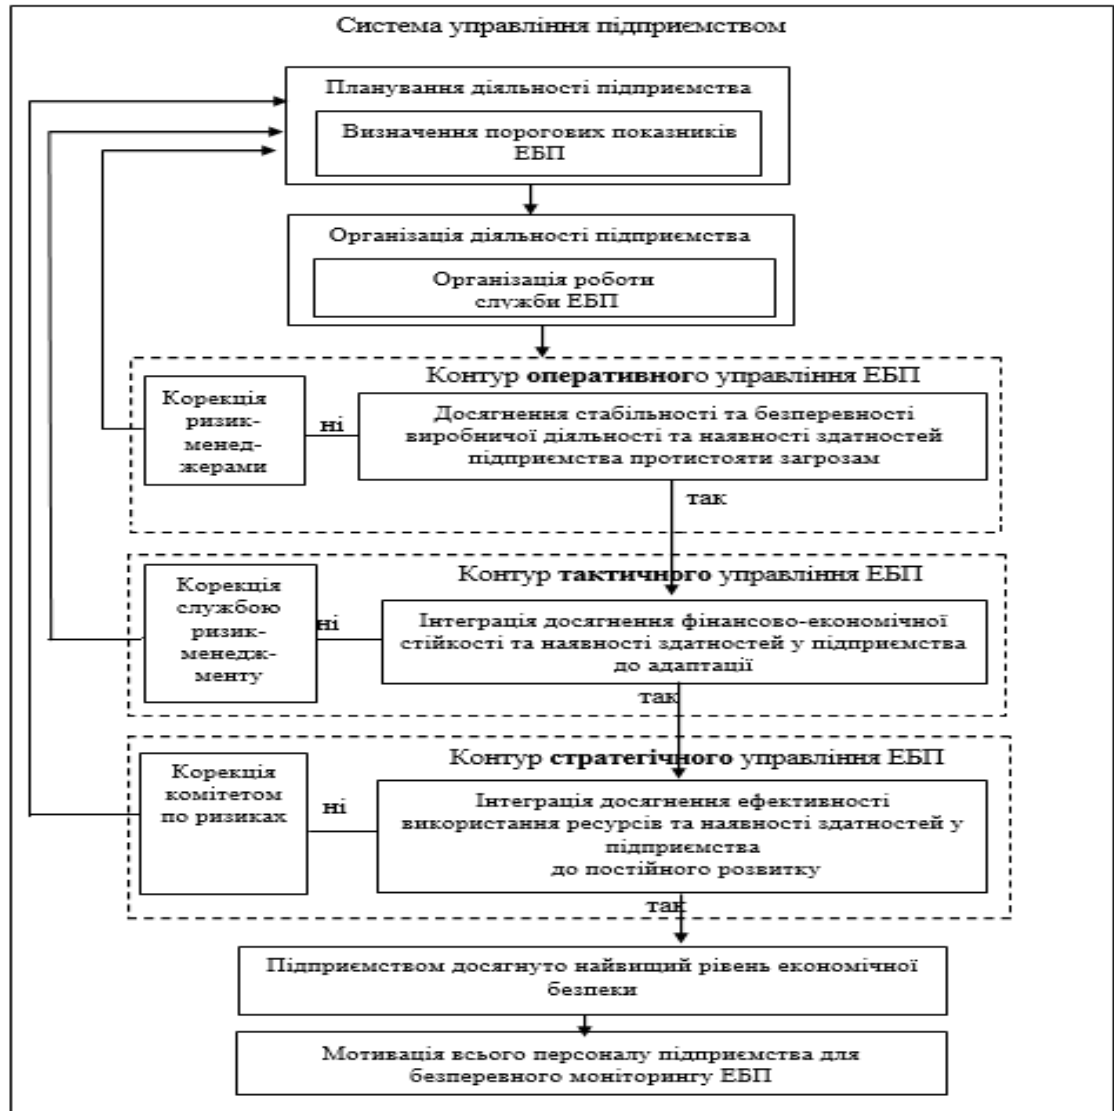 Система управління підприємством
Планування діяльності підприємства
Визначення порогових показників
ЕБП
Організація діяльності підприємства
Організація роботи
служби ЕБП
Контур оперативного управління ЕБП
Корекція
ризик-
менед-
жерами
ні
Досягнення стабільності та безперевності
виробничої діяльності та наявності здатностей
підприємства протистояти загрозам
так
Контур тактичного управління ЕБП
Корекція
службою
ризик-
менедж-
менту
ні
Інтеграція досягнення фінансово-економічної
стійкості та наявності здатностей у підприємства
до адаптації
так
Контур стратегічного управління ЕБП
Корекція
комітетом
по ризиках
ні
Інтеграція досягнення ефективності
використання ресурсів та наявності здатностей у
підприємства
до постійного розвитку
так
Підприємством досягнуто найвищий рівень економічної
безпеки
Мотивація всього персоналу підприємства для
безперевного моніторингу ЕБП